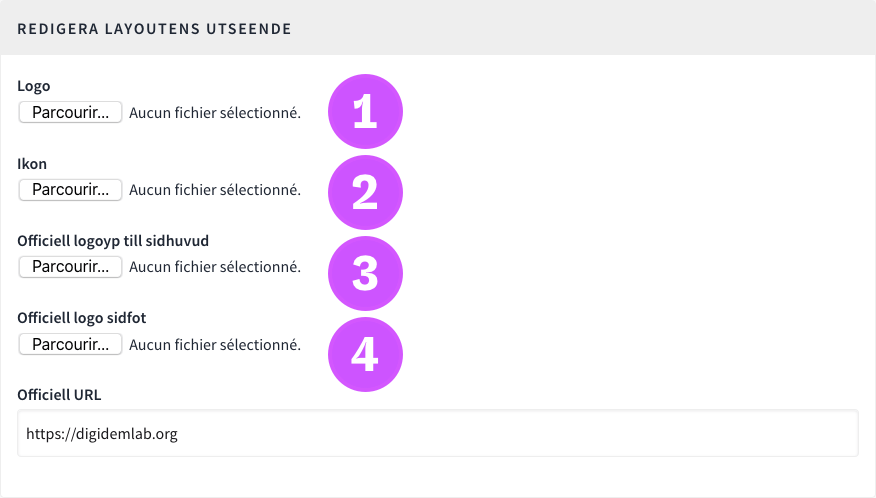 REDIGERA LAYOUTENS UTSEENDE
Logo
Parcourir... Aucun fichier sélectionné. 1
Ikon
Parcourir... Aucun fichier sélectionné. 2
Officiell logoyp till sidhuvud
Parcourir... Aucun fichier sélectionné. 3
Officiell logo sidfot
Parcourir... Aucun fichier sélectionné. 4
Officiell URL
https://digidemlab.org